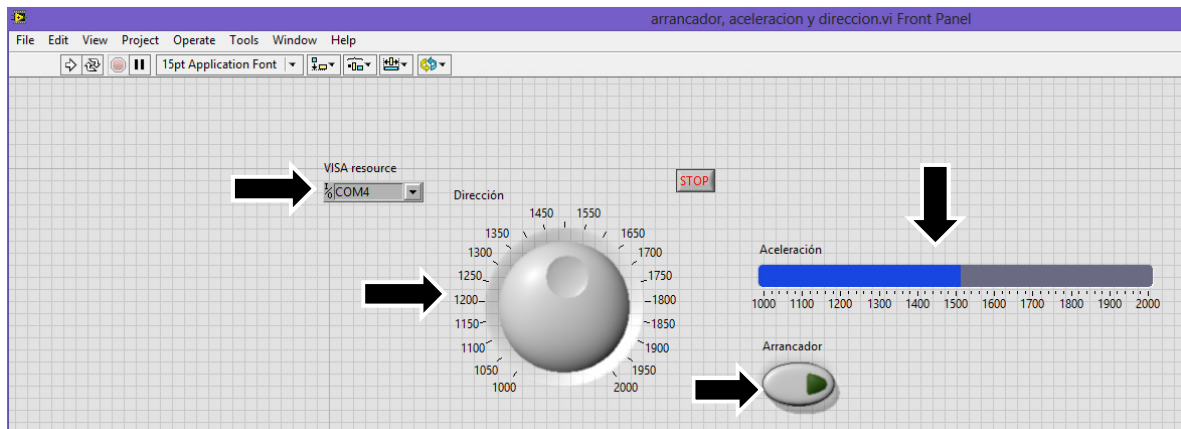 arrancador, aceleracion y direccion.vi Front Panel
File Edit View Project Operate Tools Window Help
15pt Application Font
VISA resource
COM4
STOP
Dirección
1450 1550
1350 1650
1300 1700
1250 1750
1200 1800
1150 1850
1100 1900
1050 1950
1000 2000
Aceleración
1000 1100 1200 1300 1400 1500 1600 1700 1800 1900 2000
Arrancador